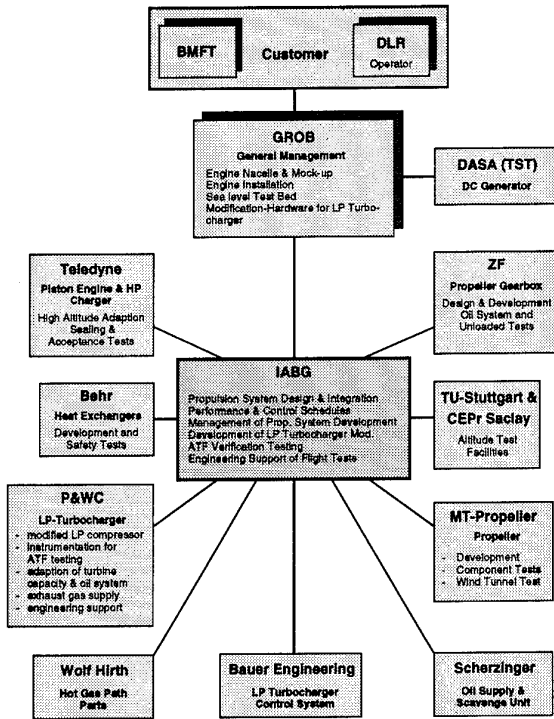 BMFT
Customer
DLR
Operator
GROB
General Management
Engine Nacelle & Mock-up
Engine Installation
Sea level Test Bed
Modification-Hardware for LP Turbo-
charger
DASA (TST)
DC Generator
Teledyne
Piston Engine & HP
Charger
High Altitude Adaption
Sealing &
Acceptance Tests
ZF
Propeller Gearbox
Design & Development
Oil System and
Unloaded Tests
IABG
Propulsion System Design & Integration
Performance & Control Schedules
Management of Prop. System Development
Development of LP Turbocharger Mod.
ATF Verification Testing
Engineering Support of Flight Tests
Behr
Heat Exchangers
Development and
Safety Tests
TU-Stuttgart &
CEPr Saclay
Altitude Test
Facilities
P&WC
LP-Turbocharger
- modified LP compressor
- instrumentation for
ATF testing
- adaption of turbine
capacity & oil system
- exhaust gas supply
- engineering support
MT-Propeller
Propeller
- Development
- Component Tests
- Wind Tunnel Test
Wolf Hirth
Hot Gas Path
Parts
Bauer Engineering
LP Turbocharger
Control System
Scherzinger
Oil Supply &
Scavenge Unit